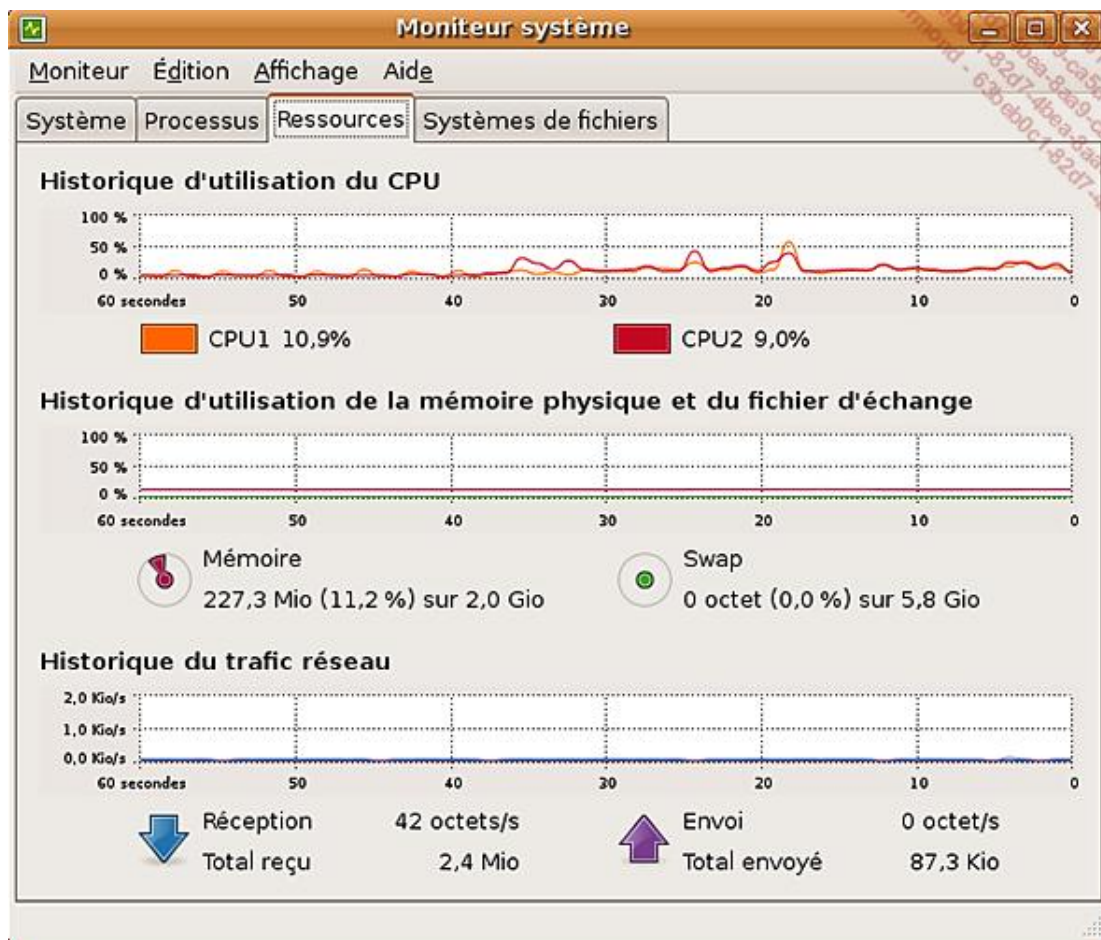 Moniteur système
Moniteur Édition Affichage Aide
Système Processus Ressources Systèmes de fichiers
Historique d'utilisation du CPU
100 %
50 %
0 %
60 secondes 50 40 30 20 10 0
CPU1 10,9% CPU2 9,0%
Historique d'utilisation de la mémoire physique et du fichier d'échange
100 %
50 %
0 %
60 secondes 50 40 30 20 10 0
Mémoire Swap
227,3 Mio (11,2 %) sur 2,0 Gio 0 octet (0,0 %) sur 5,8 Gio
Historique du trafic réseau
2,0 Kio/s
1,0 Kio/s
0,0 Kio/s
60 secondes 50 40 30 20 10 0
Réception 42 octets/s Envoi 0 octet/s
Total reçu 2,4 Mio Total envoyé 87,3 Kio